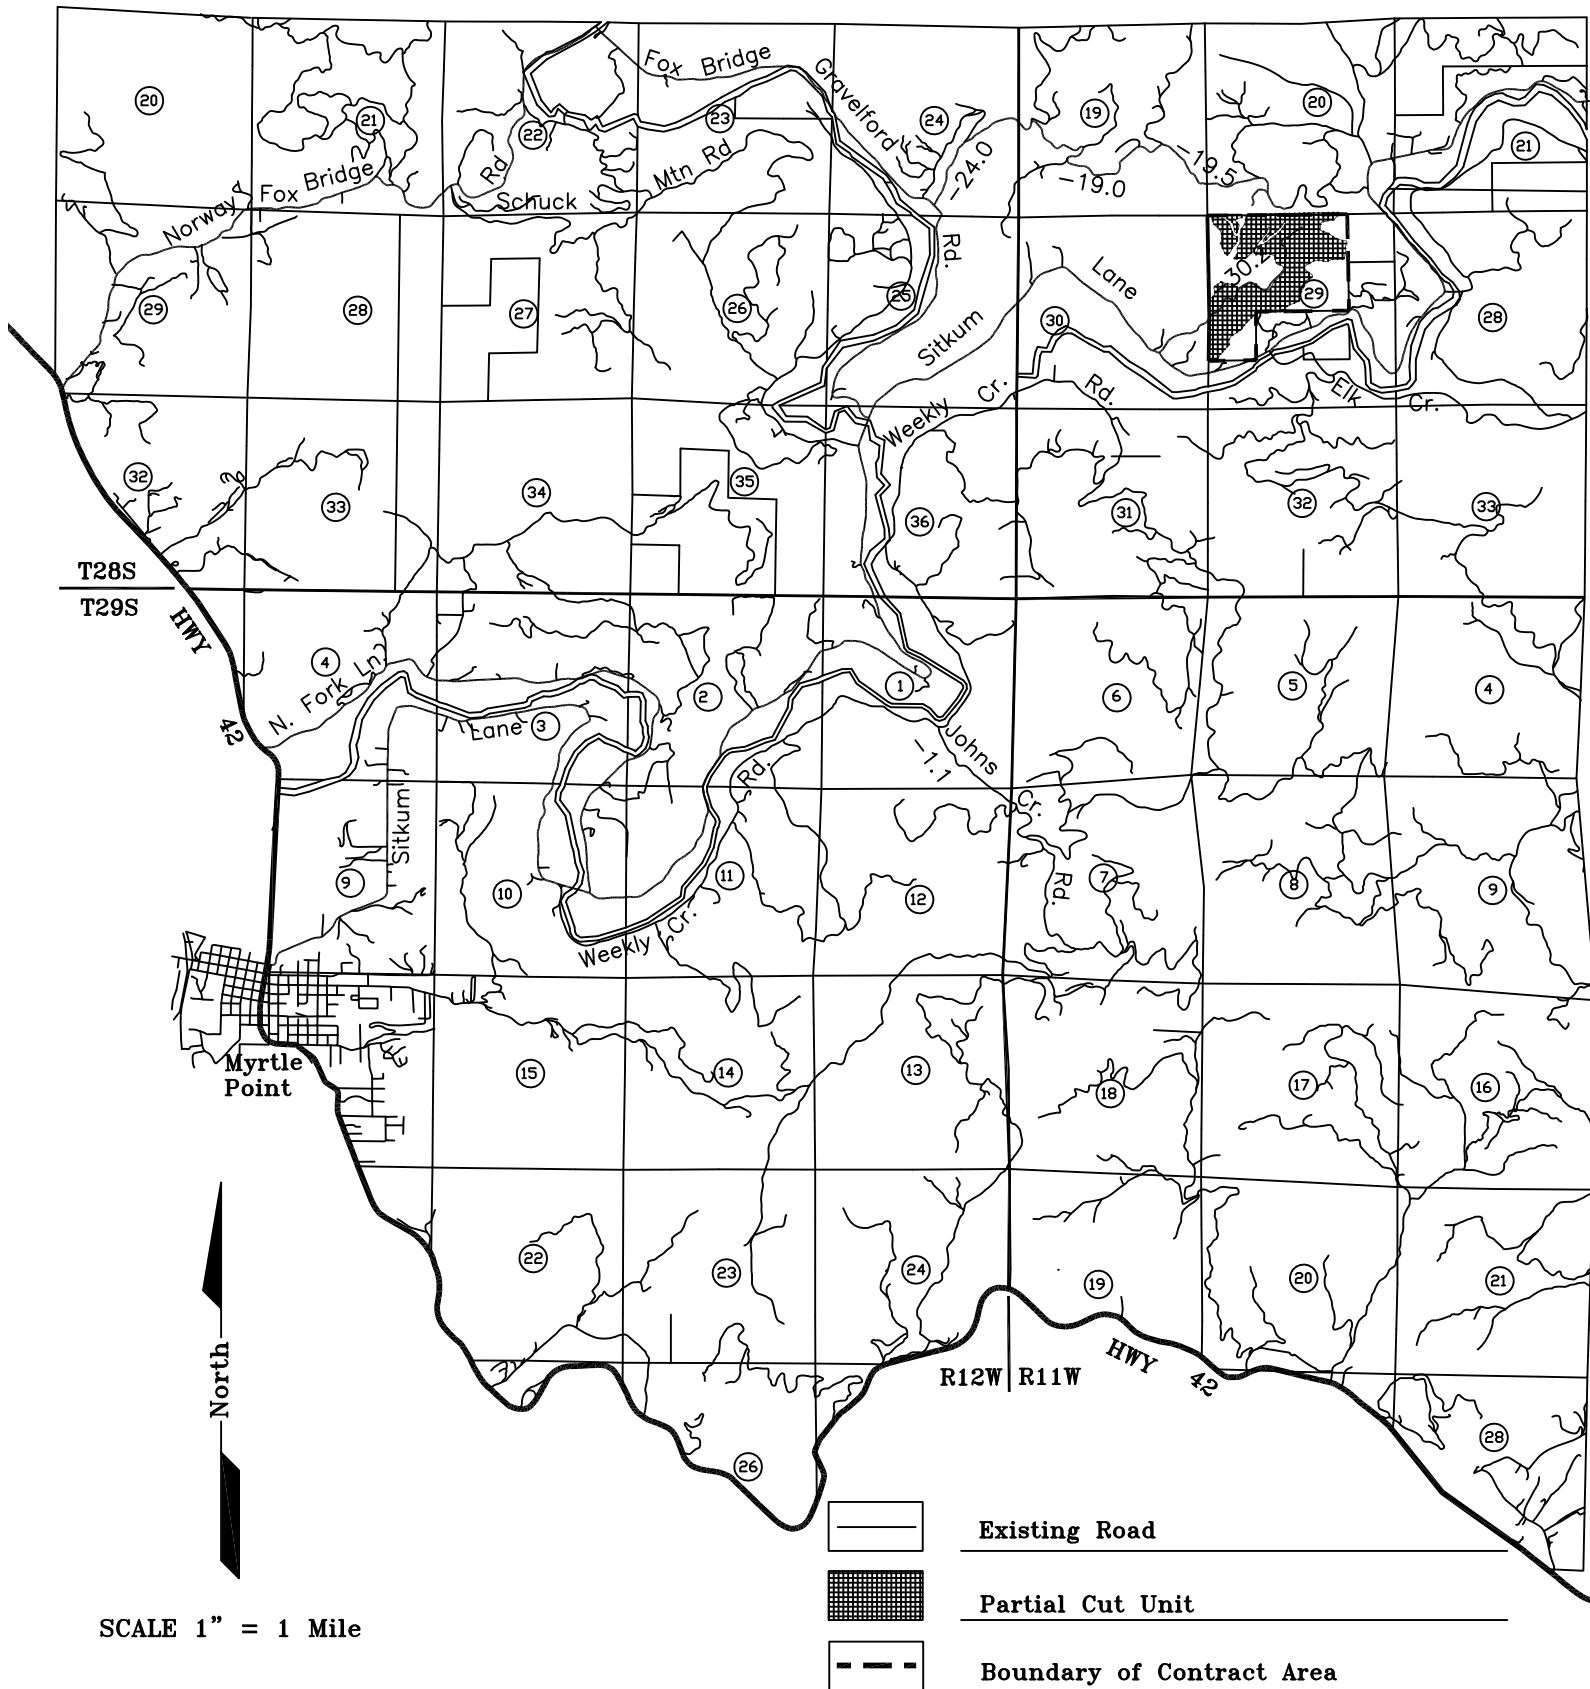 Fox Bridge
Gravelford
20
21
22
23
24
19
20
21
Rd
Mtn Rd
Schuck
-24.0
-19.0
-19.5
Fox Bridge
Norway
Rd.
Lane
30.2
29
28
27
26
25
30
29
28
Sitkum
Weekly Cr. Rd.
Elk Cr.
32
33
34
35
36
31
32
33
T28S
T29S
HWY
42
N. Fork Ln.
4
3
2
1
6
5
4
Lane
Johns
-1.1
Cr.
Rd.
Rd.
Sitkum
9
10
11
12
7
8
9
Weekly Cr.
Myrtle
Point
15
14
13
18
17
16
22
23
24
19
20
21
R12W
R11W
HWY
42
North
26
28
Existing Road
Partial Cut Unit
Boundary of Contract Area
SCALE 1” = 1 Mile